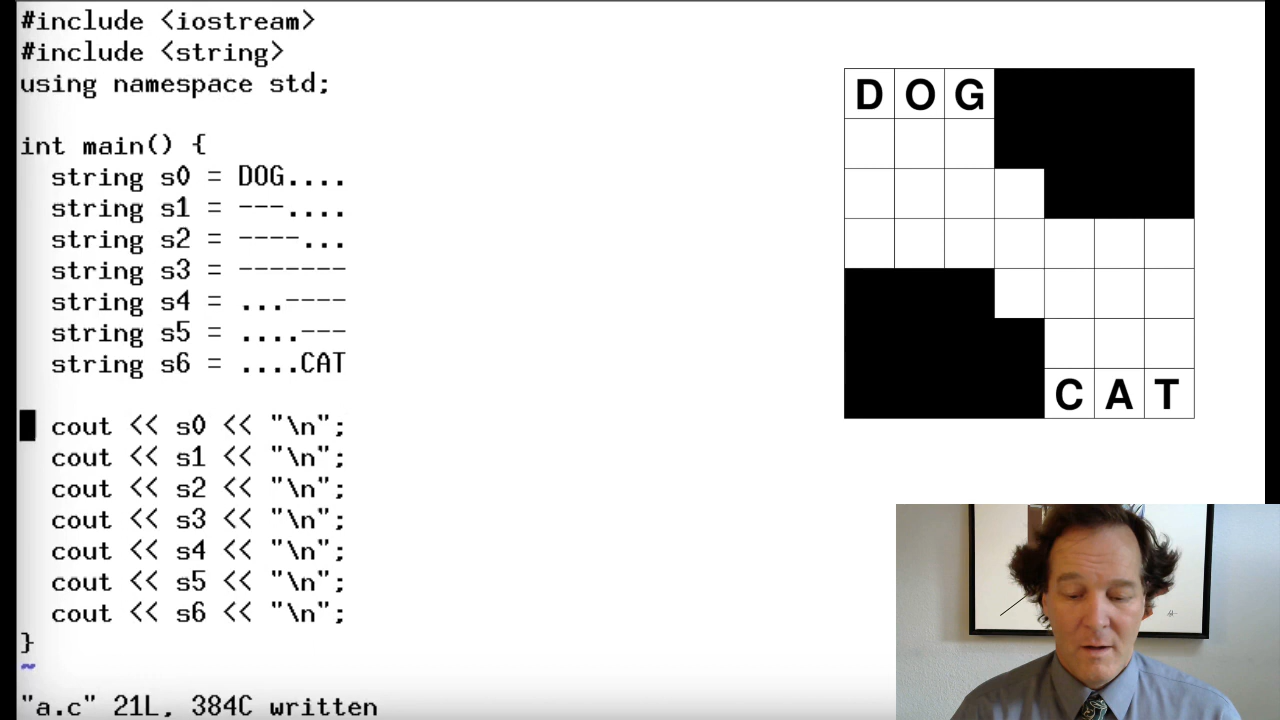 #include <iostream>
#include <string>
using namespace std;
int main() {
string s0 = DOG....
string s1 = ---....
string s2 = ----...
string s3 = -------
string s4 = ...----
string s5 = ....---
string s6 = ....CAT
cout << s0 << "\n";
cout << s1 << "\n";
cout << s2 << "\n";
cout << s3 << "\n";
cout << s4 << "\n";
cout << s5 << "\n";
cout << s6 << "\n";
}
~
"a.c" 21L, 384C written
D O G
C A T